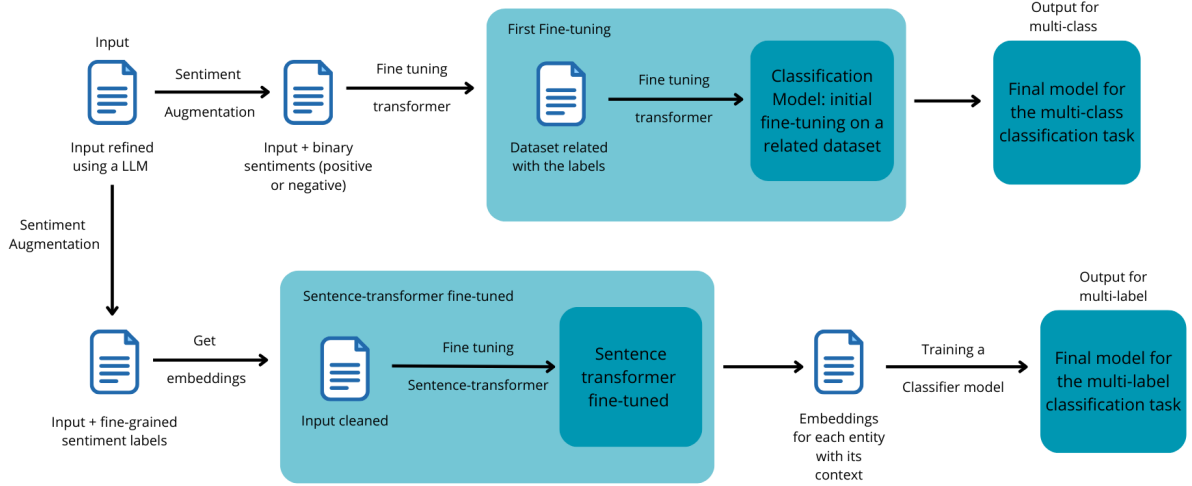 Input
Input refined
using a LLM
Sentiment
Augmentation
Input + binary
sentiments (positive
or negative)
Fine tuning
transformer
First Fine-tuning
Dataset related
with the labels
Fine tuning
transformer
Classification
Model: initial
fine-tuning on a
related dataset
Output for
multi-class
Final model for
the multi-class
classification task
Sentiment
Augmentation
Input + fine-grained
sentiment labels
Get
embeddings
Sentence-transformer fine-tuned
Input cleaned
Fine tuning
Sentence-transformer
Sentence
transformer
fine-tuned
Embeddings
for each entity
with its
context
Training a
Classifier model
Output for
multi-label
Final model for
the multi-label
classification task